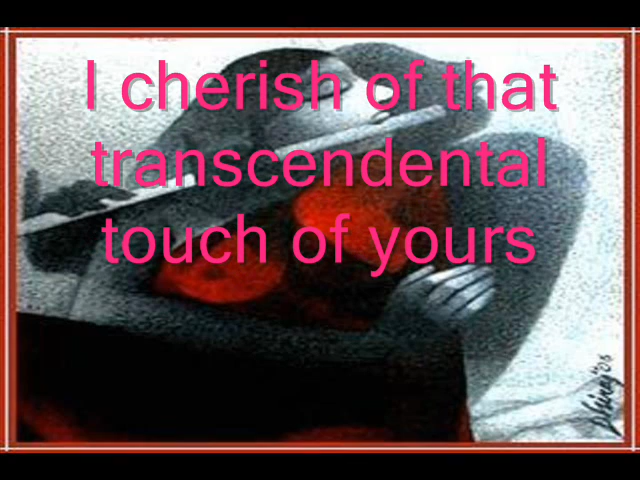 I cherish of that
transcendental
touch of yours